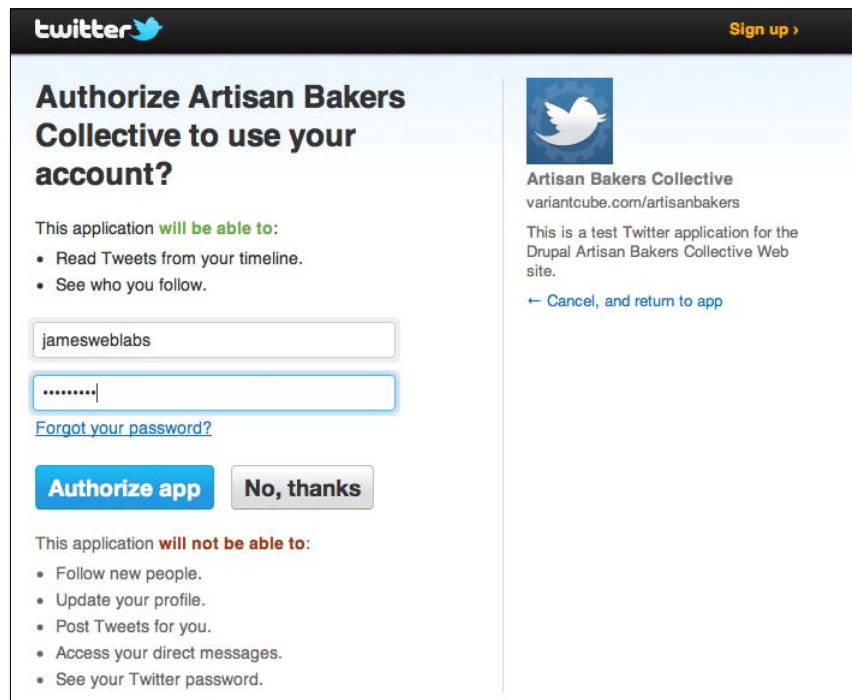 twitter
Sign up ›
Authorize Artisan Bakers
Collective to use your
account?
This application will be able to:
• Read Tweets from your timeline.
• See who you follow.
jamesweblabs
•••••••••
Forgot your password?
Authorize app
No, thanks
This application will not be able to:
• Follow new people.
• Update your profile.
• Post Tweets for you.
• Access your direct messages.
• See your Twitter password.
Artisan Bakers Collective
variantcube.com/artisanbakers
This is a test Twitter application for the
Drupal Artisan Bakers Collective Web
site.
← Cancel, and return to app